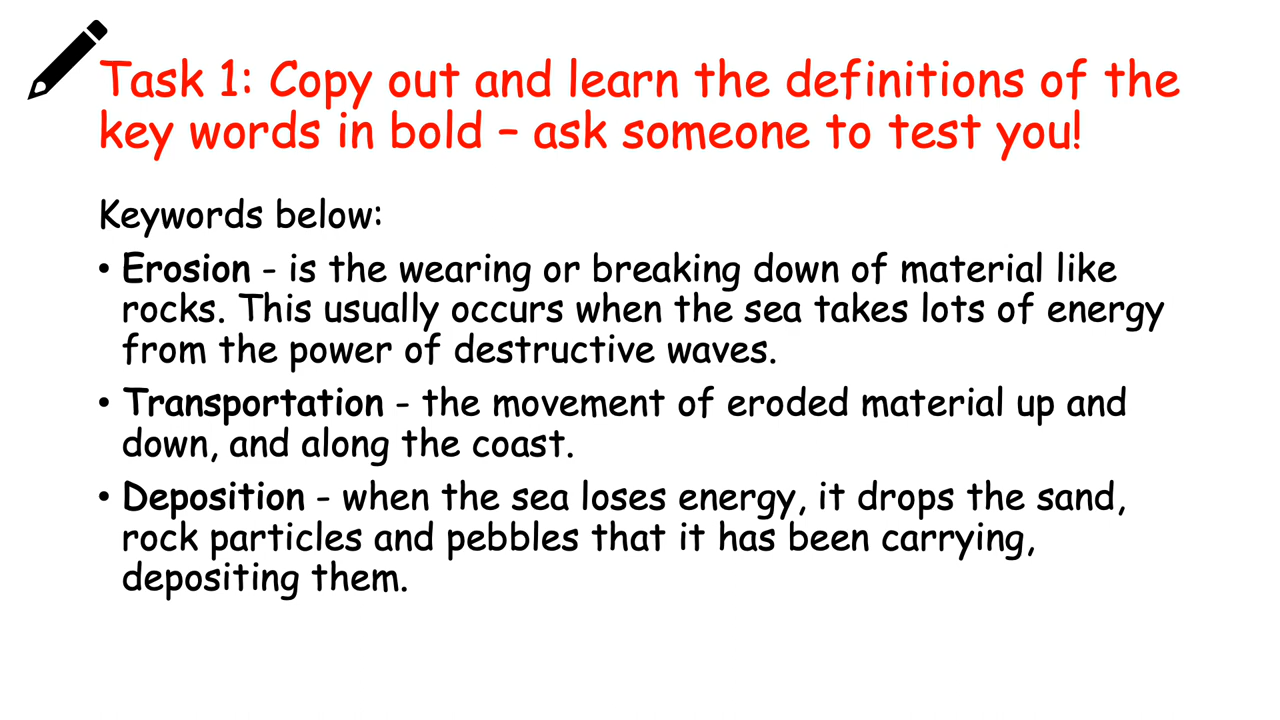 Task 1: Copy out and learn the definitions of the
key words in bold – ask someone to test you!
Keywords below:
• Erosion - is the wearing or breaking down of material like
rocks. This usually occurs when the sea takes lots of energy
from the power of destructive waves.
• Transportation - the movement of eroded material up and
down, and along the coast.
• Deposition - when the sea loses energy, it drops the sand,
rock particles and pebbles that it has been carrying,
depositing them.